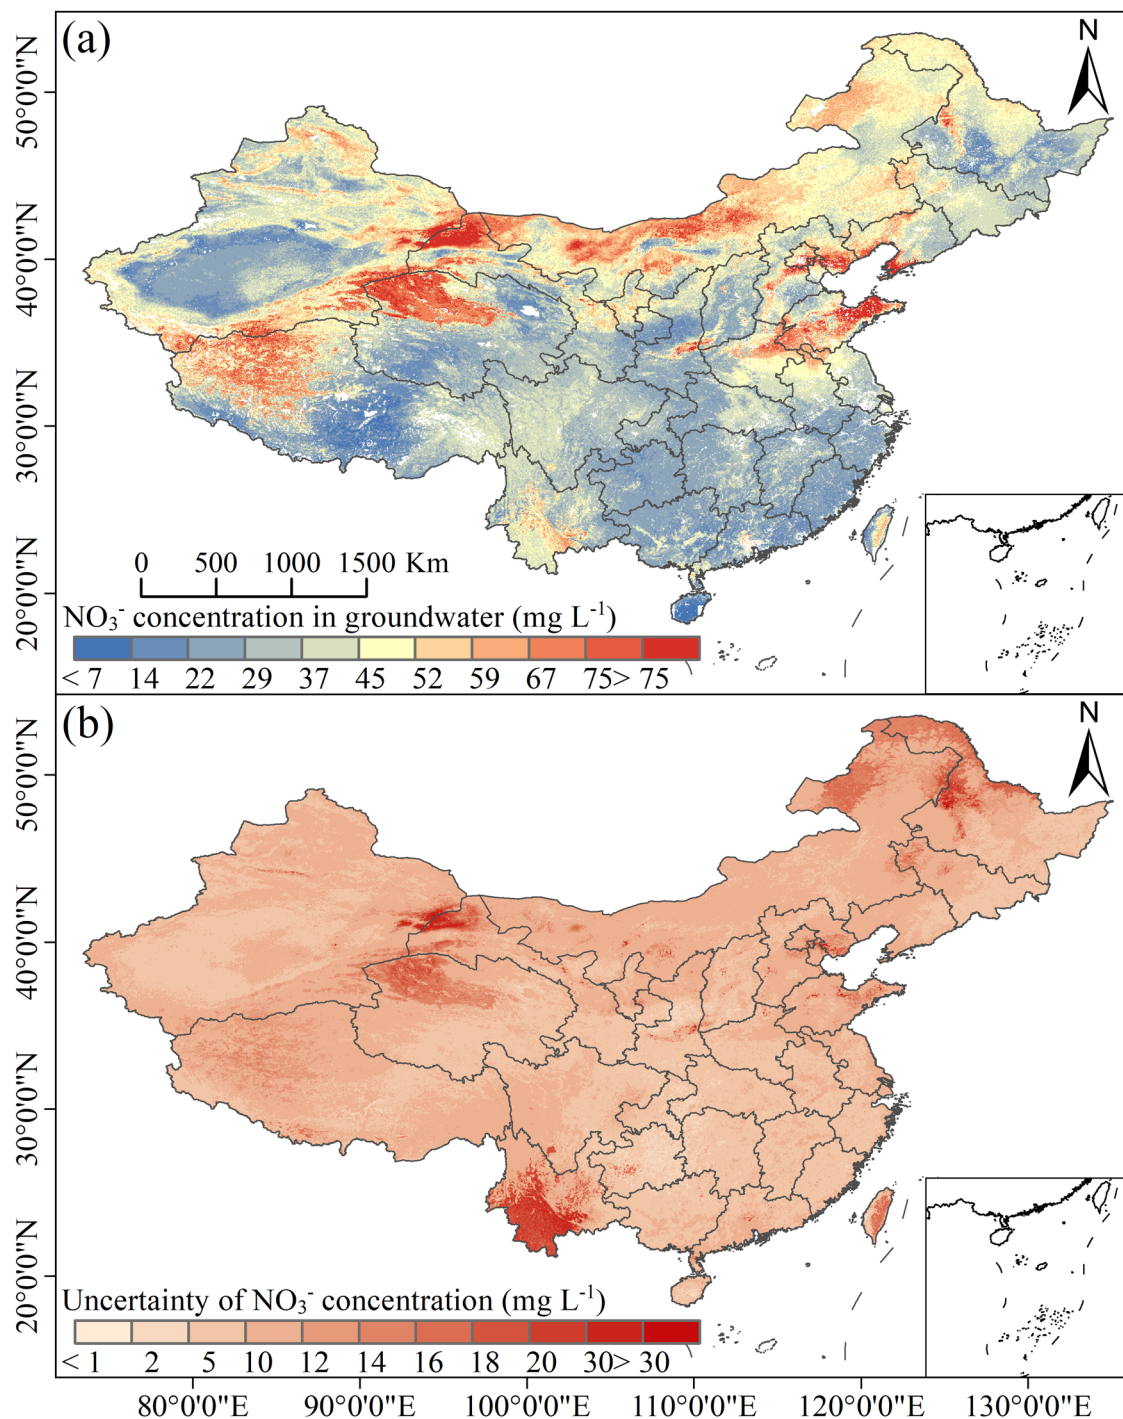 (a)
N
50°0'0"N
40°0'0"N
30°0'0"N
20°0'0"N
0 500 1000 1500 Km
NO₃⁻ concentration in groundwater (mg L⁻¹)
< 7 14 22 29 37 45 52 59 67 75 > 75
(b)
N
50°0'0"N
40°0'0"N
30°0'0"N
20°0'0"N
Uncertainty of NO₃⁻ concentration (mg L⁻¹)
< 1 2 5 10 12 14 16 18 20 30 > 30
80°0'0"E 90°0'0"E 100°0'0"E 110°0'0"E 120°0'0"E 130°0'0"E